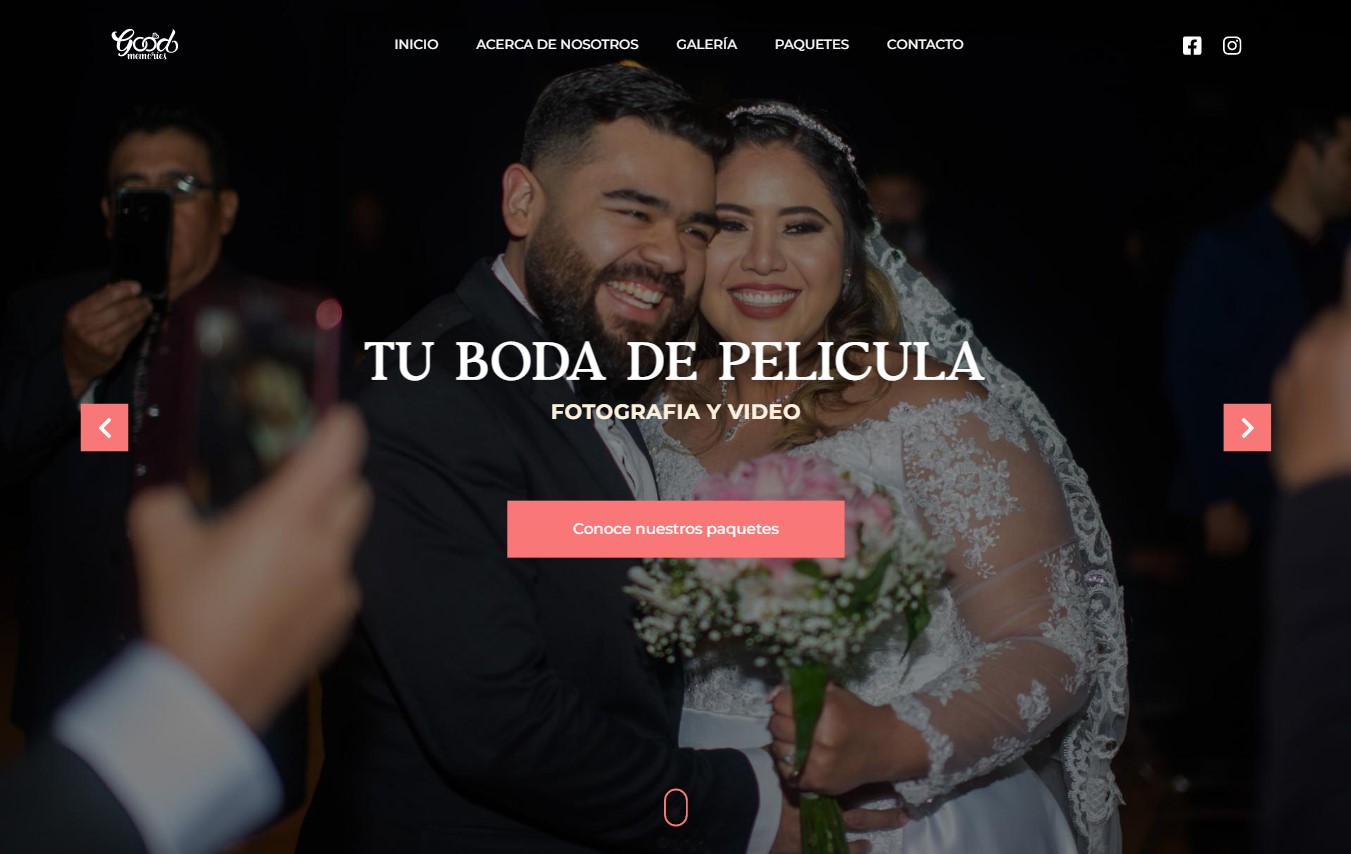 Good
memories
INICIO ACERCA DE NOSOTROS GALERÍA PAQUETES CONTACTO
TU BODA DE PELICULA
FOTOGRAFIA Y VIDEO
Conoce nuestros paquetes